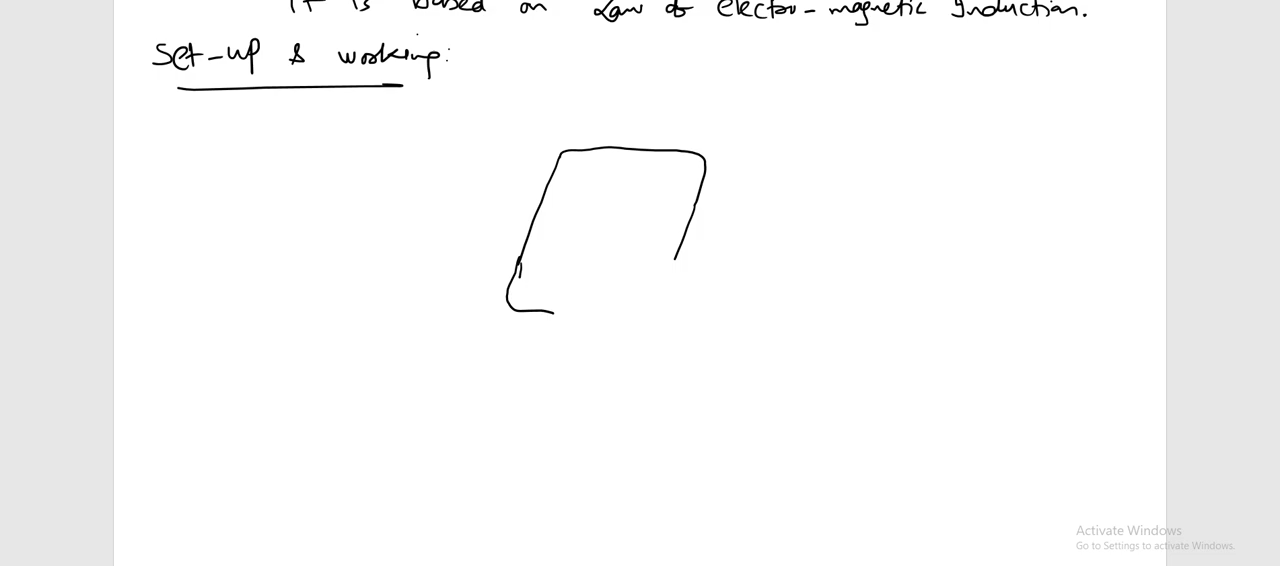 It is based on Law of Electro-magnetic Induction.
Set-up & working:
Activate Windows
Go to Settings to activate Windows.